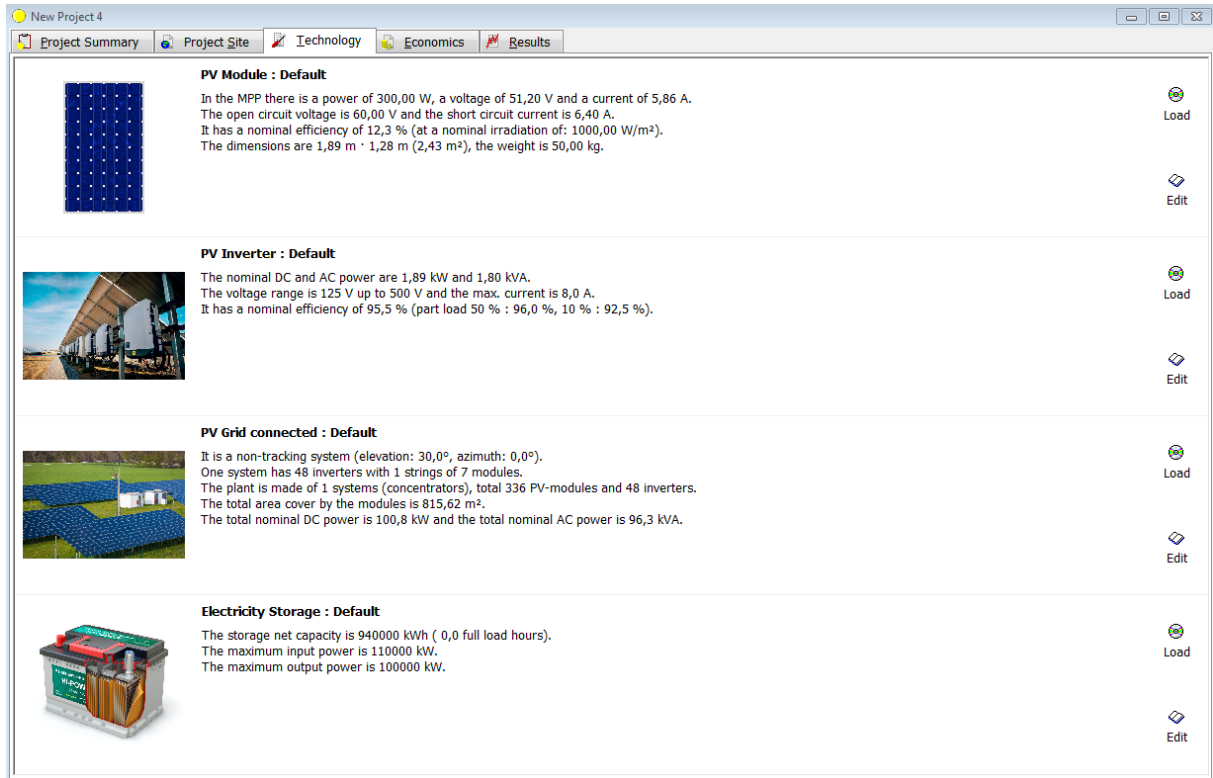 New Project 4
Project Summary
Project Site
Technology
Economics
Results
PV Module : Default
In the MPP there is a power of 300,00 W, a voltage of 51,20 V and a current of 5,86 A.
The open circuit voltage is 60,00 V and the short circuit current is 6,40 A.
It has a nominal efficiency of 12,3 % (at a nominal irradiation of: 1000,00 W/m²).
The dimensions are 1,89 m · 1,28 m (2,43 m²), the weight is 50,00 kg.
Load
Edit
PV Inverter : Default
The nominal DC and AC power are 1,89 kW and 1,80 kVA.
The voltage range is 125 V up to 500 V and the max. current is 8,0 A.
It has a nominal efficiency of 95,5 % (part load 50 % : 96,0 %, 10 % : 92,5 %).
Load
Edit
PV Grid connected : Default
It is a non-tracking system (elevation: 30,0°, azimuth: 0,0°).
One system has 48 inverters with 1 strings of 7 modules.
The plant is made of 1 systems (concentrators), total 336 PV-modules and 48 inverters.
The total area cover by the modules is 815,62 m².
The total nominal DC power is 100,8 kW and the total nominal AC power is 96,3 kVA.
Load
Edit
Electricity Storage : Default
The storage net capacity is 940000 kWh ( 0,0 full load hours).
The maximum input power is 110000 kW.
The maximum output power is 100000 kW.
Load
Edit